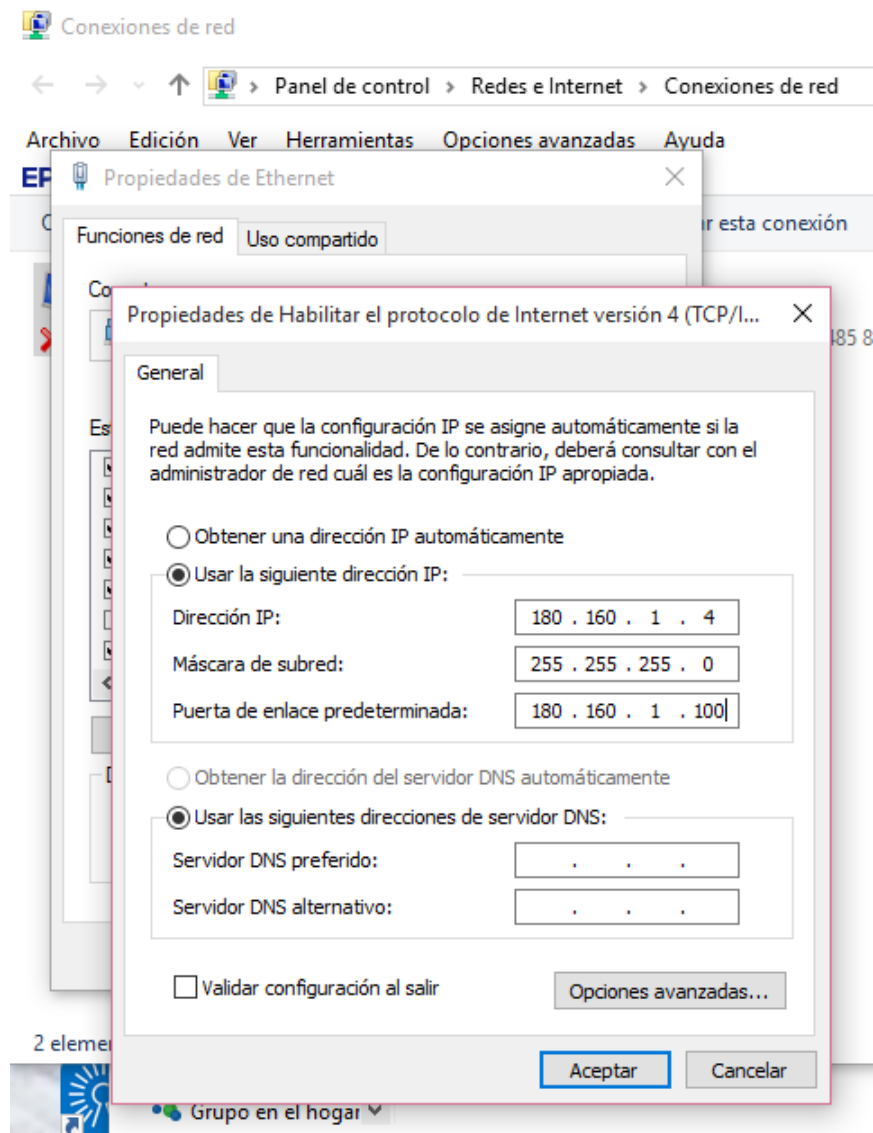 Conexiones de red
Panel de control > Redes e Internet > Conexiones de red
Archivo Edición Ver Herramientas Opciones avanzadas Ayuda
Propiedades de Ethernet
esta conexión
Funciones de red Uso compartido
Propiedades de Habilitar el protocolo de Internet versión 4 (TCP/I...
General
Puede hacer que la configuración IP se asigne automáticamente si la
red admite esta funcionalidad. De lo contrario, deberá consultar con el
administrador de red cuál es la configuración IP apropiada.
Obtener una dirección IP automáticamente
Usar la siguiente dirección IP:
Dirección IP: 180 . 160 . 1 . 4
Máscara de subred: 255 . 255 . 255 . 0
Puerta de enlace predeterminada: 180 . 160 . 1 . 100
Obtener la dirección del servidor DNS automáticamente
Usar las siguientes direcciones de servidor DNS:
Servidor DNS preferido: . . .
Servidor DNS alternativo: . . .
Validar configuración al salir Opciones avanzadas...
Aceptar Cancelar
Grupo en el hogar